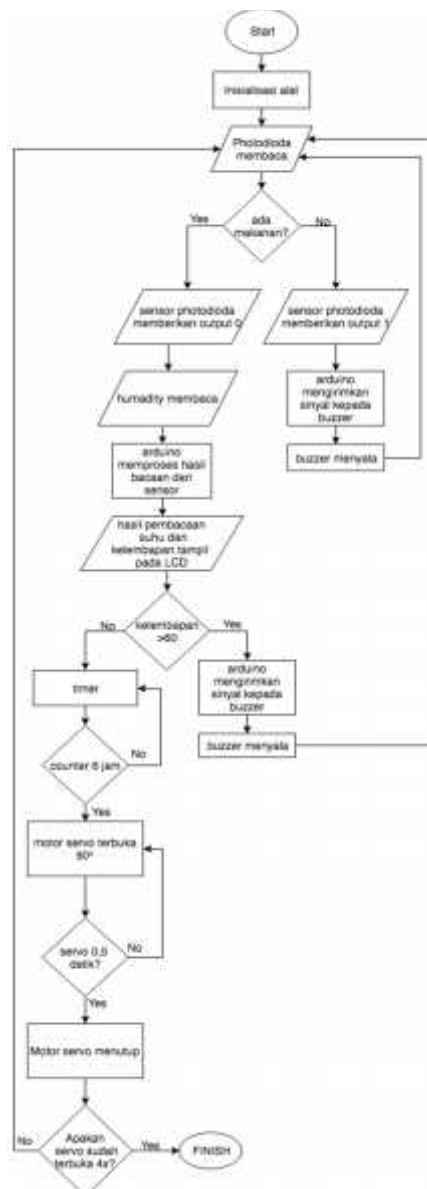 Start
Inisialisasi alat
Photodioda
membaca
Yes
ada
makanan?
No
sensor photodioda
memberikan output 0
sensor photodioda
memberikan output 1
humadity membaca
arduino
mengirimkan
sinyal kepada
buzzer
arduino
memproses hasil
bacaan dari
sensor
buzzer menyala
hasil pembacaan
suhu dan
kelembapan tampil
pada LCD
No
kelembapan
>60
Yes
timer
arduino
mengirimkan
sinyal kepada
buzzer
buzzer menyala
counter 6 jam
No
Yes
motor servo terbuka
servo 0,5
detik?
No
Yes
Motor servo menutup
No
Apakan
servo sudah
terbuka 4x?
Yes
FINISH